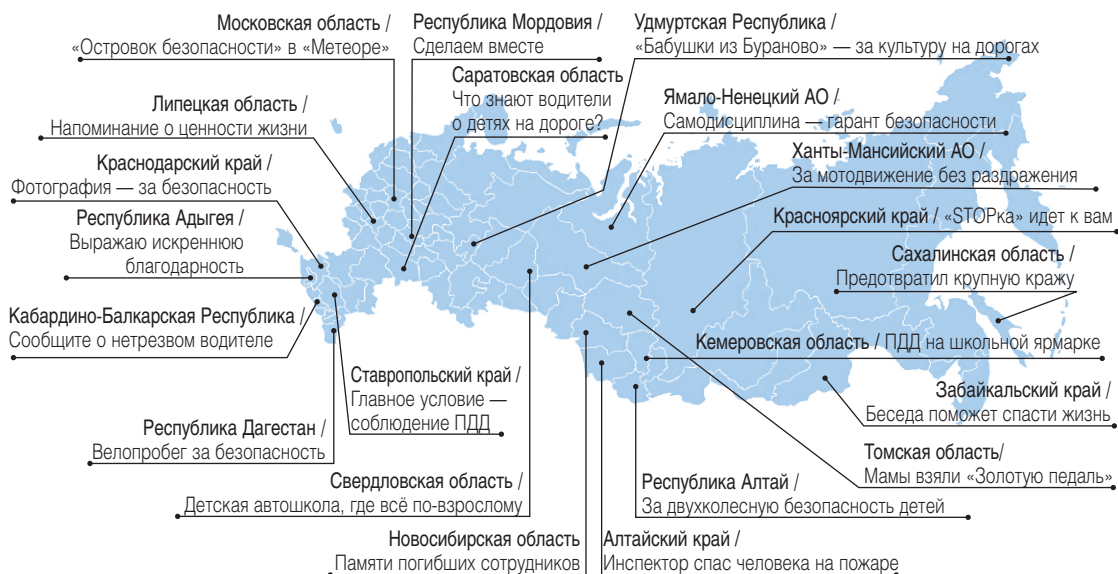 Московская область /
«Островок безопасности» в «Метеоре»
Республика Мордовия /
Сделаем вместе
Удмуртская Республика /
«Бабушки из Бураново» — за культуру на дорогах
Саратовская область
Что знают водители
о детях на дороге?
Липецкая область /
Напоминание о ценности жизни
Ямало-Ненецкий АО /
Самодисциплина — гарант безопасности
Ханты-Мансийский АО /
За мотодвижение без раздражения
Краснодарский край /
Фотография — за безопасность
Республика Адыгея /
Выражаю искреннюю
благодарность
Красноярский край / «STOPка» идет к вам
Сахалинская область /
Предотвратил крупную кражу
Кабардино-Балкарская Республика /
Сообщите о нетрезвом водителе
Кемеровская область / ПДД на школьной ярмарке
Ставропольский край /
Главное условие —
соблюдение ПДД
Забайкальский край /
Беседа поможет спасти жизнь
Республика Дагестан /
Велопробег за безопасность
Томская область/
Мамы взяли «Золотую педаль»
Свердловская область /
Детская автошкола, где всё по-взрослому
Республика Алтай /
За двухколесную безопасность детей
Новосибирская область
Памяти погибших сотрудников
Алтайский край /
Инспектор спас человека на пожаре